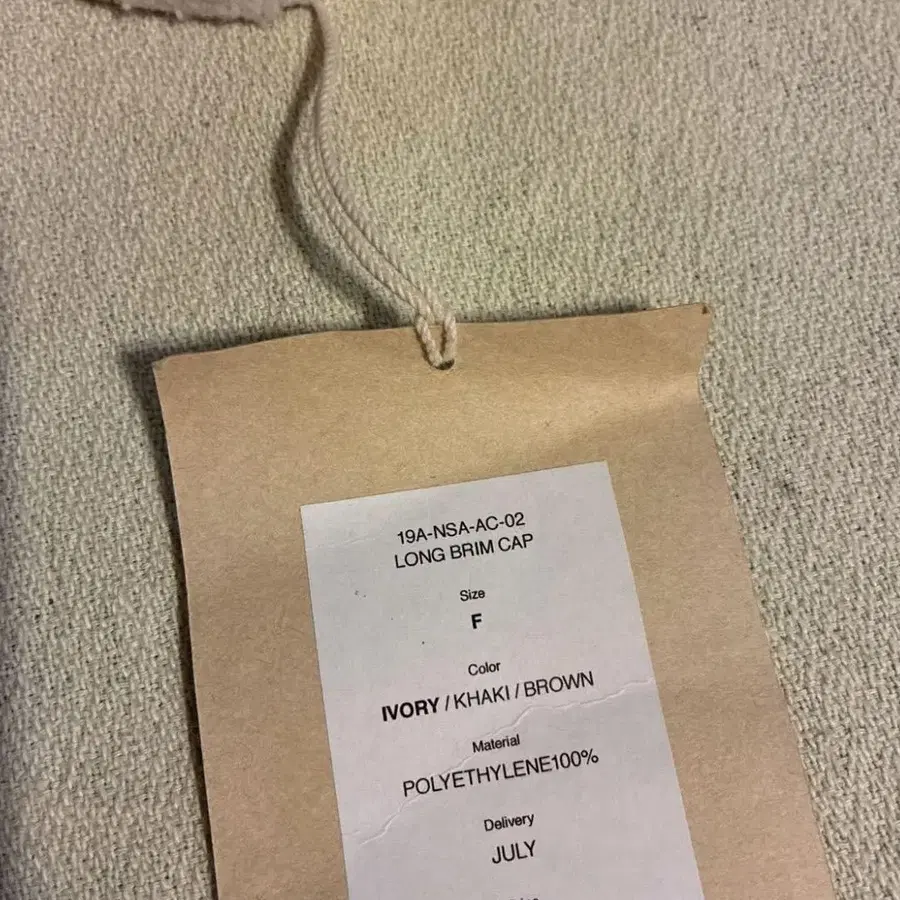 19A-NSA-AC-02
LONG BRIM CAP
Size
F
Color
IVORY / KHAKI / BROWN
Material
POLYETHYLENE100%
Delivery
JULY